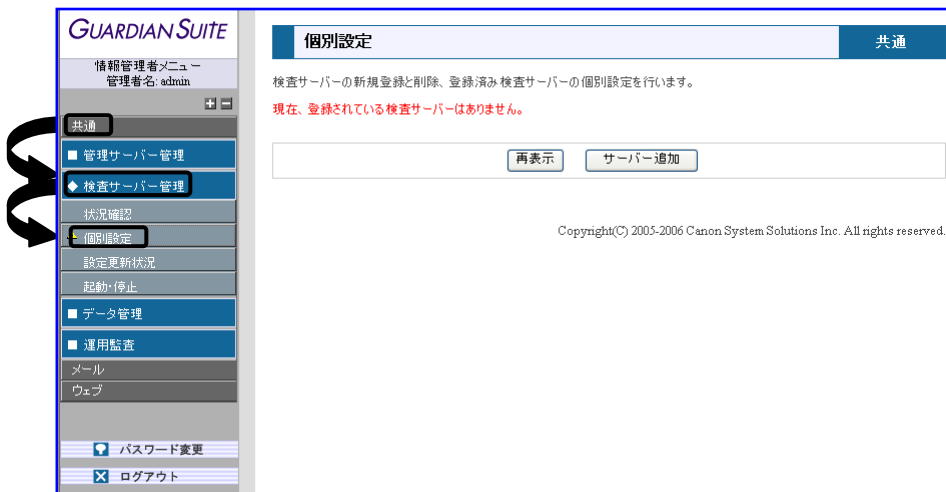 GUARDIAN SUITE
情報管理者メニュー
管理者名: admin
共通
■ 管理サーバー管理
◆ 検査サーバー管理
状況確認
個別設定
設定更新状況
起動・停止
■ データ管理
■ 運用監査
メール
ウェブ
パスワード変更
ログアウト
個別設定
共通
検査サーバーの新規登録と削除、登録済み検査サーバーの個別設定を行います。
現在、登録されている検査サーバーはありません。
再表示
サーバー追加
Copyright(C) 2005-2006 Canon System Solutions Inc. All rights reserved.